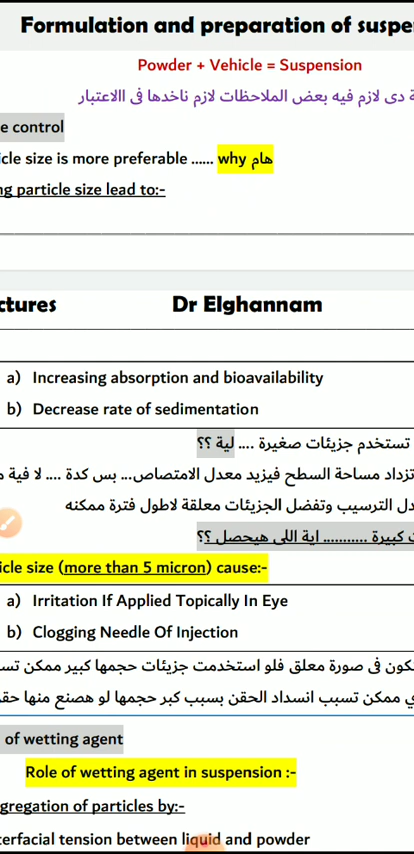 Formulation and preparation of suspe
Powder + Vehicle = Suspension
دى لازم فيه بعض الملاحظات لازم ناخدها فى الاعتبار
e control
icle size is more preferable ...... why هام
ng particle size lead to:-
ctures Dr Elghannam
a) Increasing absorption and bioavailability
b) Decrease rate of sedimentation
تستخدم جزيئات صغيرة .... لية ؟؟
تزداد مساحة السطح فيزيد معدل الامتصاص... بس كدة .... لا فية
دل الترسيب وتفضل الجزيئات معلقة لاطول فترة ممكنه
كبيرة ........... اية اللى هيحصل ؟؟
icle size (more than 5 micron) cause:-
a) Irritation If Applied Topically In Eye
b) Clogging Needle Of Injection
تكون فى صورة معلق فلو استخدمت جزيئات حجمها كبير ممكن تس
ي ممكن تسبب انسداد الحقن بسبب كبر حجمها لو هصنع منها حق
of wetting agent
Role of wetting agent in suspension :-
gregation of particles by:-
terfacial tension between liquid and powder